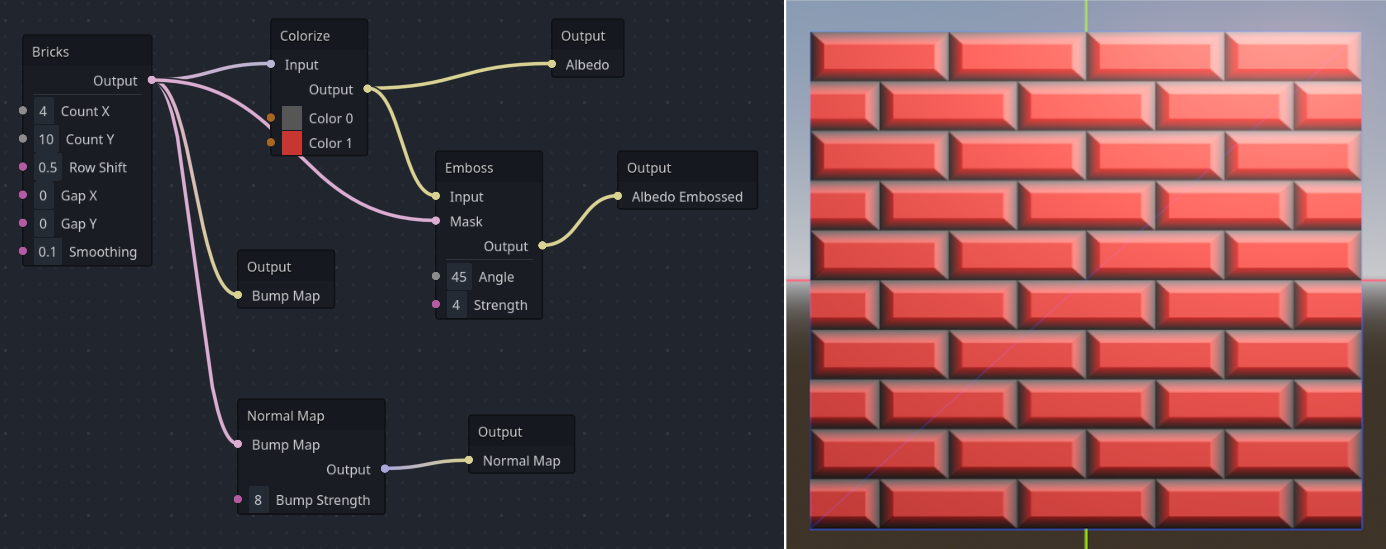 Bricks
Output
4 Count X
10 Count Y
0.5 Row Shift
0 Gap X
0 Gap Y
0.1 Smoothing
Colorize
Input
Output
Color 0
Color 1
Output
Albedo
Emboss
Input
Mask
Output
45 Angle
4 Strength
Output
Albedo Embossed
Output
Bump Map
Normal Map
Bump Map
Output
8 Bump Strength
Output
Normal Map